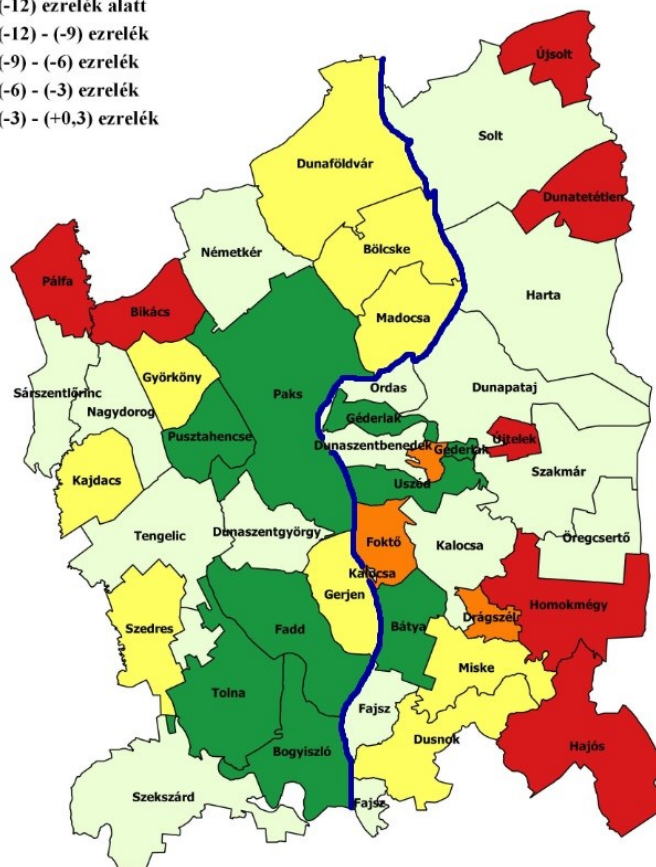 (-12) ezrelék alatt
(-12) - (-9) ezrelék
(-9) - (-6) ezrelék
(-6) - (-3) ezrelék
(-3) - (+0,3) ezrelék
Újsolt
Solt
Dunaföldvár
Dunatetétlen
Németkér
Bölcske
Pálfa
Harta
Bikács
Madocsa
Györköny
Ordas
Dunapataj
Sárszentlőrinc
Paks
Nagydorog
Géderlak
Pusztahencse
Dunaszentbenedek
Géderlak
Újtelek
Szakmár
Kajdacs
Uszód
Tengelic
Dunaszentgyörgy
Foktő
Kalocsa
Öregcsertő
Kalocsa
Gerjen
Homokmégy
Drágszél
Szedres
Fadd
Bátya
Miske
Tolna
Fajsz
Dusnok
Bogyiszló
Hajós
Szekszárd
Fajsz